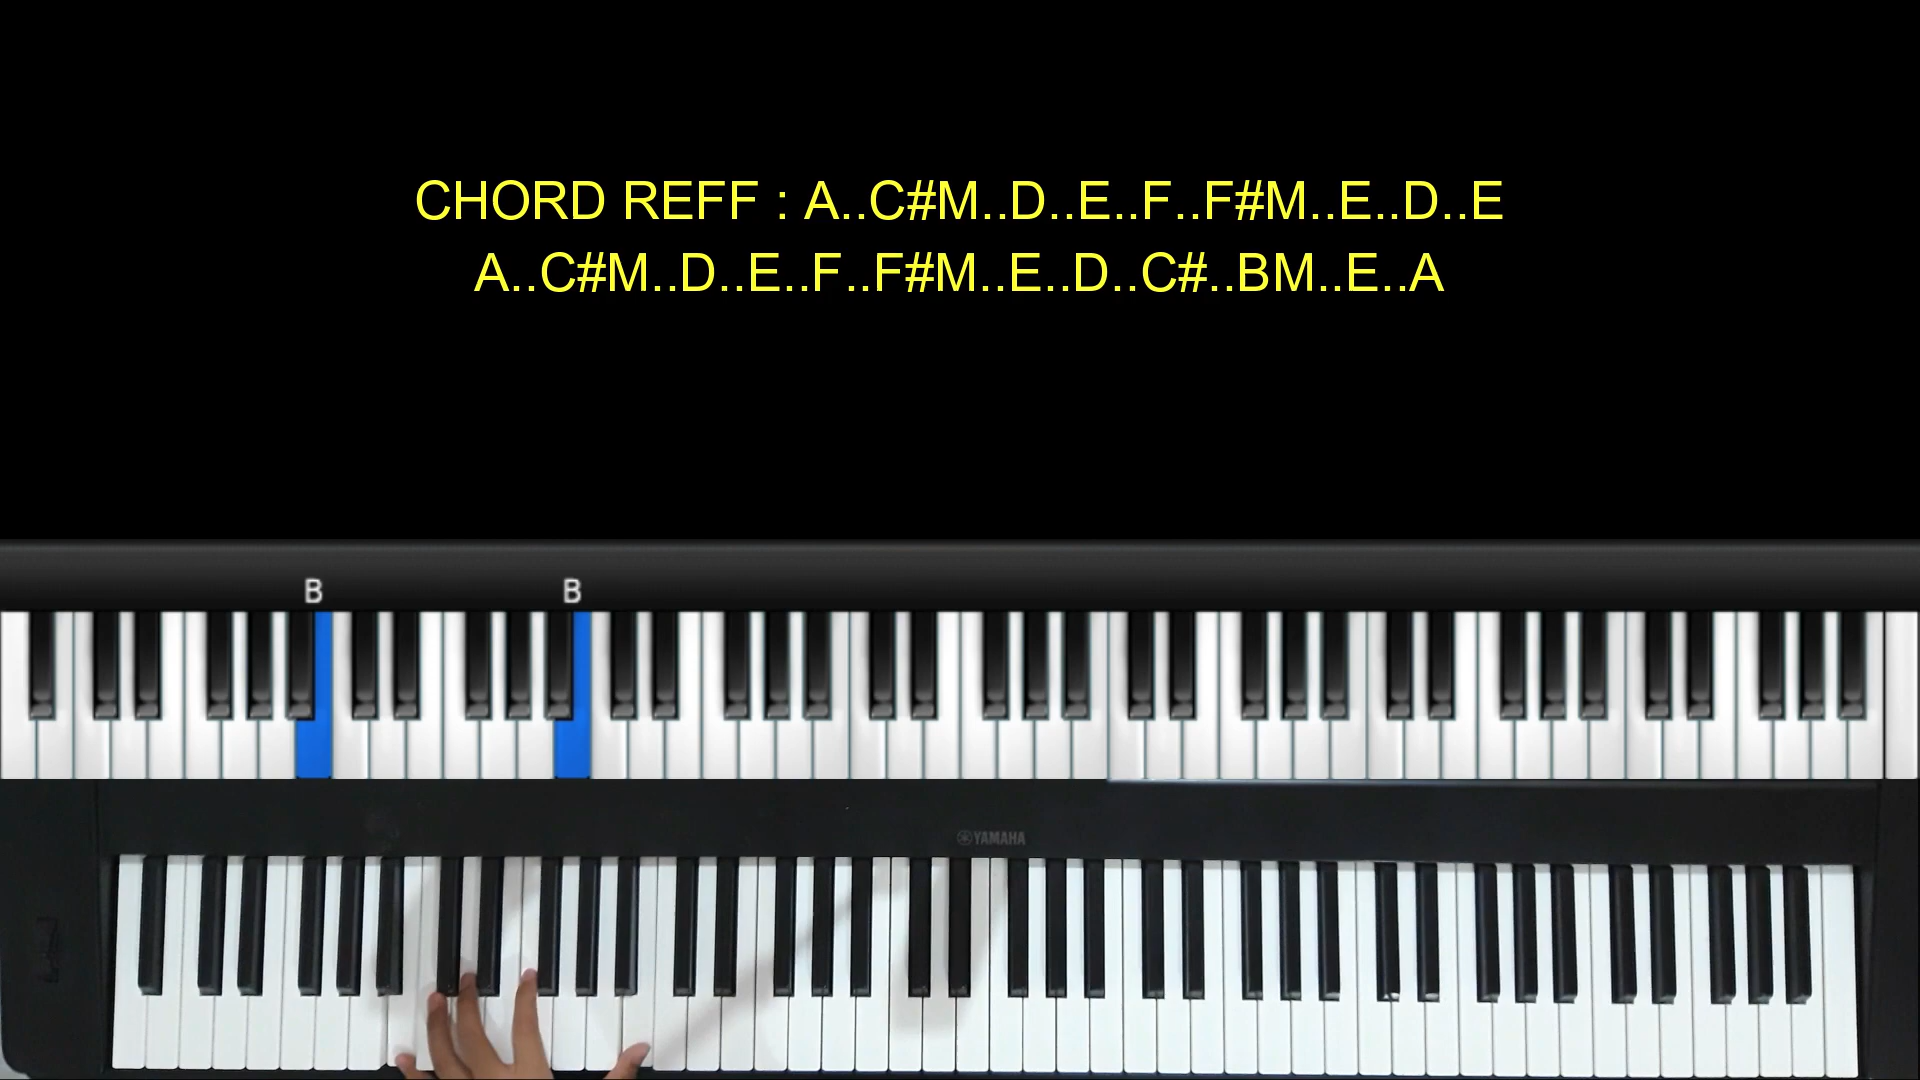 CHORD REFF : A..C#M..D..E..F..F#M..E..D..E
A..C#M..D..E..F..F#M..E..D..C#..BM..E..A
B B
YAMAHA